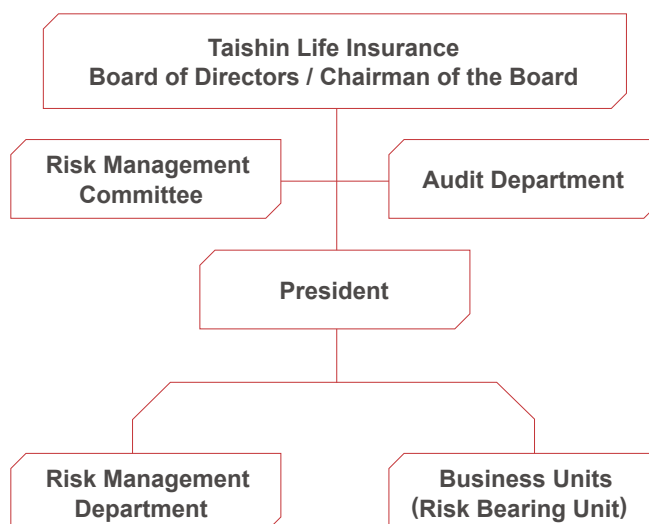 Taishin Life Insurance
Board of Directors / Chairman of the Board
Risk Management
Committee
Audit Department
President
Risk Management
Department
Business Units
(Risk Bearing Unit)